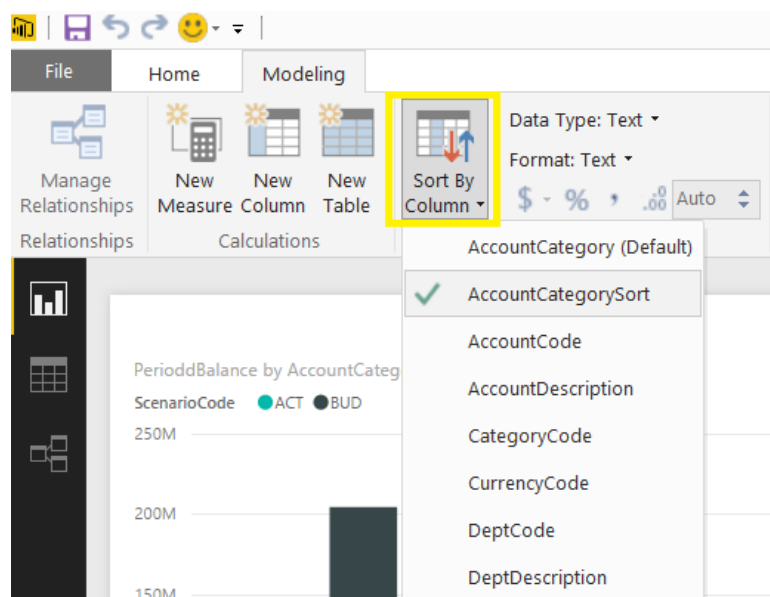 File
Home
Modeling
Manage
Relationships
New
Measure
New
Column
New
Table
Sort By
Column
Data Type: Text
Format: Text
$ % , .00 Auto
Relationships
Calculations
AccountCategory (Default)
AccountCategorySort
AccountCode
AccountDescription
CategoryCode
CurrencyCode
DeptCode
DeptDescription
PerioddBalance by AccountCateg
ScenarioCode ACT BUD
250M
200M
150M